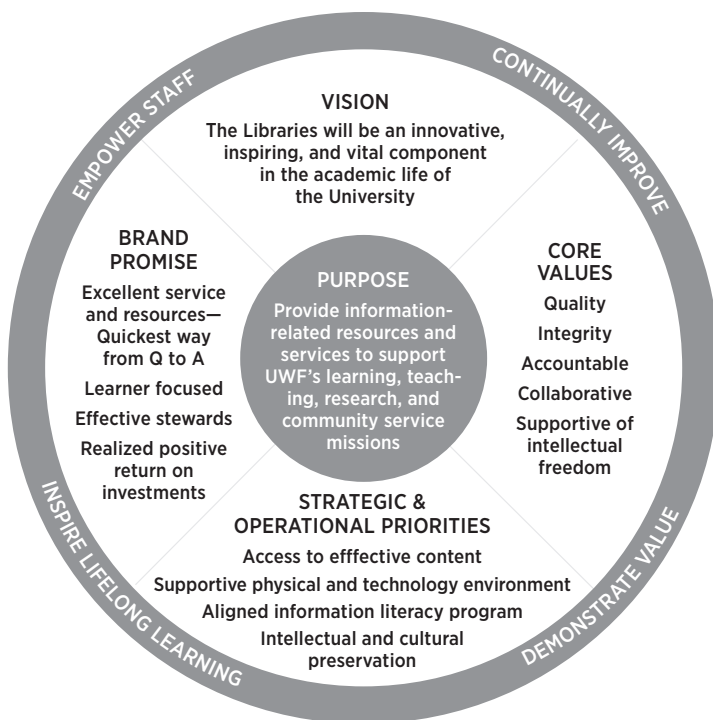 EMPOWER STAFF
CONTINUALLY IMPROVE
VISION
The Libraries will be an innovative,
inspiring, and vital component
in the academic life of
the University
BRAND
PROMISE
Excellent service
and resources—
Quickest way
from Q to A
Learner focused
Effective stewards
Realized positive
return on
investments
PURPOSE
Provide information-
related resources and
services to support
UWF’s learning, teach-
ing, research, and
community service
missions
CORE
VALUES
Quality
Integrity
Accountable
Collaborative
Supportive of
intellectual
freedom
STRATEGIC &
OPERATIONAL PRIORITIES
Access to efffective content
Supportive physical and technology environment
Aligned information literacy program
Intellectual and cultural
preservation
INSPIRE LIFELONG LEARNING
DEMONSTRATE VALUE